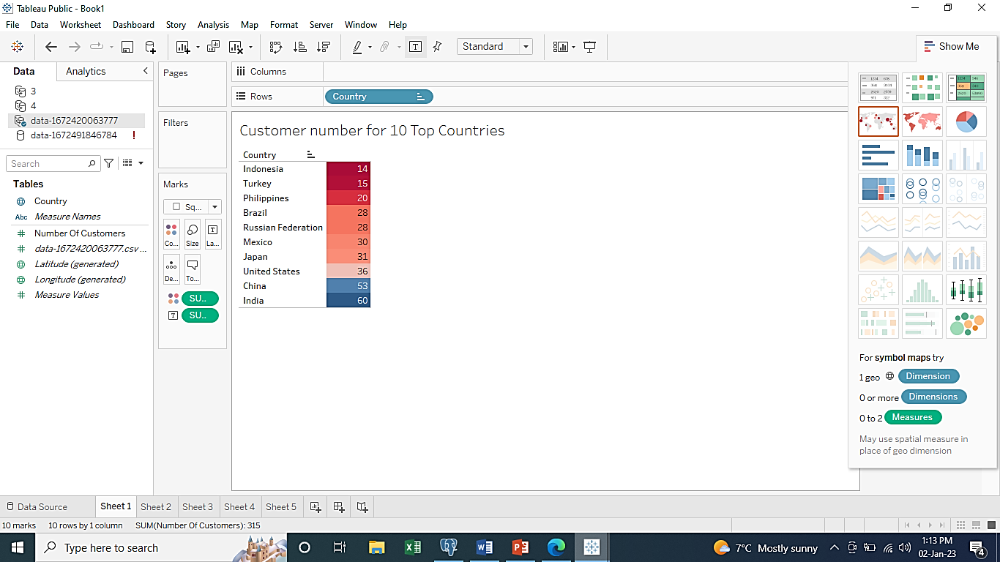 Tableau Public - Book1
File Data Worksheet Dashboard Story Analysis Map Format Server Window Help
Standard
Show Me
Data Analytics
3
4
data-1672420063777
data-1672491846784 !
Search
Tables
Country
Abc Measure Names
Number Of Customers
data-1672420063777.csv ...
Latitude (generated)
Longitude (generated)
Measure Values
Pages
Filters
Marks
Sq...
Co... Size La...
De... To...
SU..
SU..
Columns
Rows Country
Customer number for 10 Top Countries
Country
Indonesia 14
Turkey 15
Philippines 20
Brazil 28
Russian Federation 28
Mexico 30
Japan 31
United States 36
China 53
India 60
For symbol maps try
1 geo Dimension
0 or more Dimensions
0 to 2 Measures
May use spatial measure in
place of geo dimension
Data Source Sheet 1 Sheet 2 Sheet 3 Sheet 4 Sheet 5
10 marks 10 rows by 1 column SUM(Number Of Customers): 315
Type here to search
7°C Mostly sunny
1:13 PM
02-Jan-23
4